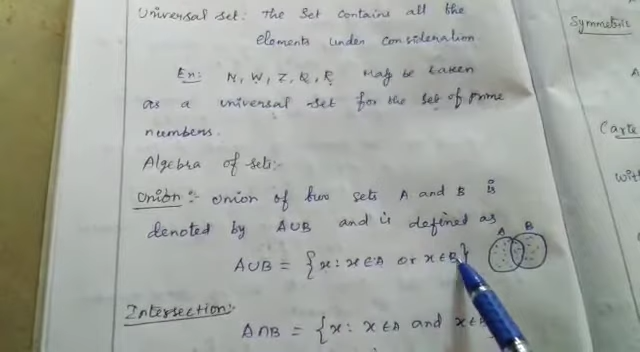 Universal set: The Set Contains all the
elements under Consideration
Ex: N, W, Z, Q, R May be taken
as a universal set for the set of prime
numbers.
Algebra of sets:-
Union:- Union of two sets A and B is
denoted by A∪B and is defined as
A∪B = {x: x∈A or x∈B}
A B
Intersection:-
A∩B = {x: x∈A and x∈B
Symmetric
A
Carte
With